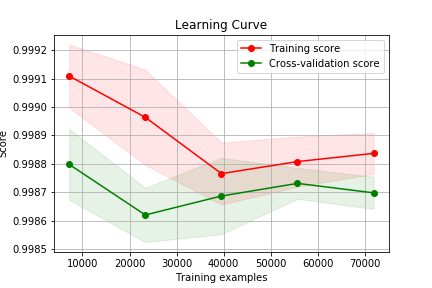 Learning Curve
Training score
Cross-validation score
0.9992
0.9991
0.9990
0.9989
0.9988
0.9987
0.9986
0.9985
Score
10000 20000 30000 40000 50000 60000 70000
Training examples